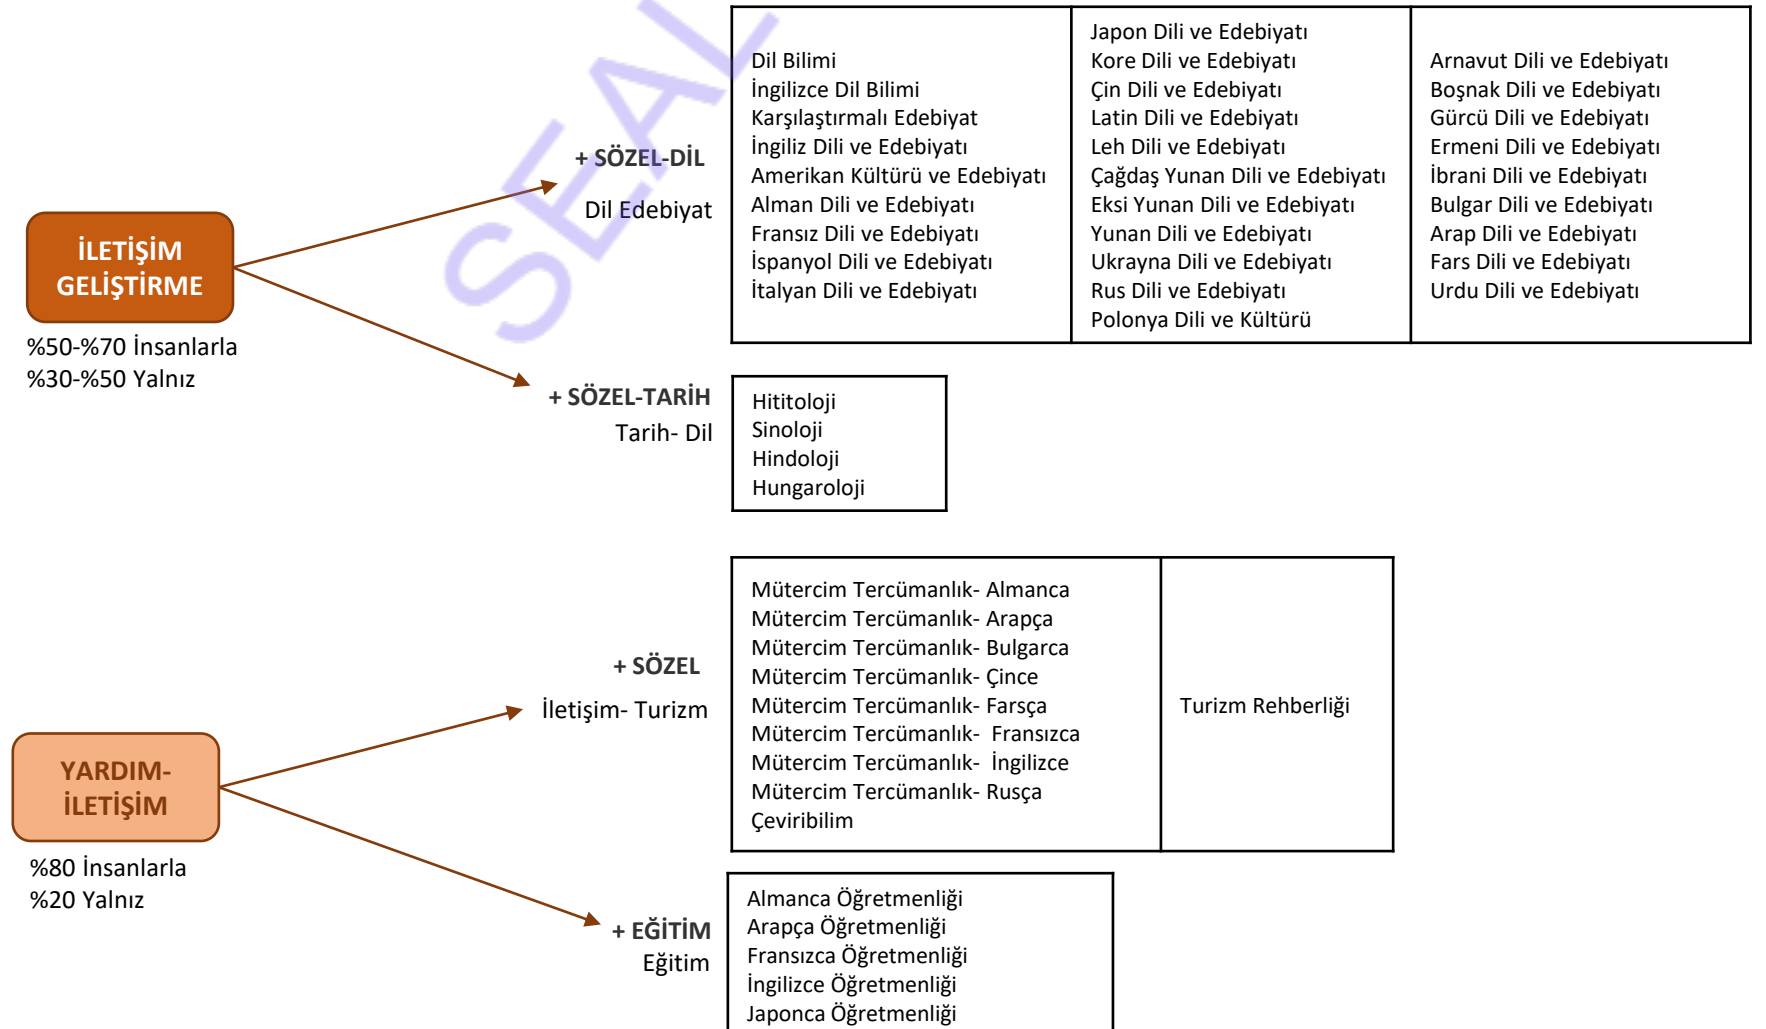 SEAL
İLETİŞİM
GELİŞTİRME
%50-%70 İnsanlarla
%30-%50 Yalnız
+ SÖZEL-DİL
Dil Edebiyat
Dil Bilimi
İngilizce Dil Bilimi
Karşılaştırmalı Edebiyat
İngiliz Dili ve Edebiyatı
Amerikan Kültürü ve Edebiyatı
Alman Dili ve Edebiyatı
Fransız Dili ve Edebiyatı
İspanyol Dili ve Edebiyatı
İtalyan Dili ve Edebiyatı
Japon Dili ve Edebiyatı
Kore Dili ve Edebiyatı
Çin Dili ve Edebiyatı
Latin Dili ve Edebiyatı
Leh Dili ve Edebiyatı
Çağdaş Yunan Dili ve Edebiyatı
Eksi Yunan Dili ve Edebiyatı
Yunan Dili ve Edebiyatı
Ukrayna Dili ve Edebiyatı
Rus Dili ve Edebiyatı
Polonya Dili ve Kültürü
Arnavut Dili ve Edebiyatı
Boşnak Dili ve Edebiyatı
Gürcü Dili ve Edebiyatı
Ermeni Dili ve Edebiyatı
İbrani Dili ve Edebiyatı
Bulgar Dili ve Edebiyatı
Arap Dili ve Edebiyatı
Fars Dili ve Edebiyatı
Urdu Dili ve Edebiyatı
+ SÖZEL-TARİH
Tarih- Dil
Hititoloji
Sinoloji
Hindoloji
Hungaroloji
YARDIM-
İLETİŞİM
%80 İnsanlarla
%20 Yalnız
+ SÖZEL
İletişim- Turizm
Mütercim Tercümanlık- Almanca
Mütercim Tercümanlık- Arapça
Mütercim Tercümanlık- Bulgarca
Mütercim Tercümanlık- Çince
Mütercim Tercümanlık- Farsça
Mütercim Tercümanlık- Fransızca
Mütercim Tercümanlık- İngilizce
Mütercim Tercümanlık- Rusça
Çeviribilim
Turizm Rehberliği
+ EĞİTİM
Eğitim
Almanca Öğretmenliği
Arapça Öğretmenliği
Fransızca Öğretmenliği
İngilizce Öğretmenliği
Japonca Öğretmenliği